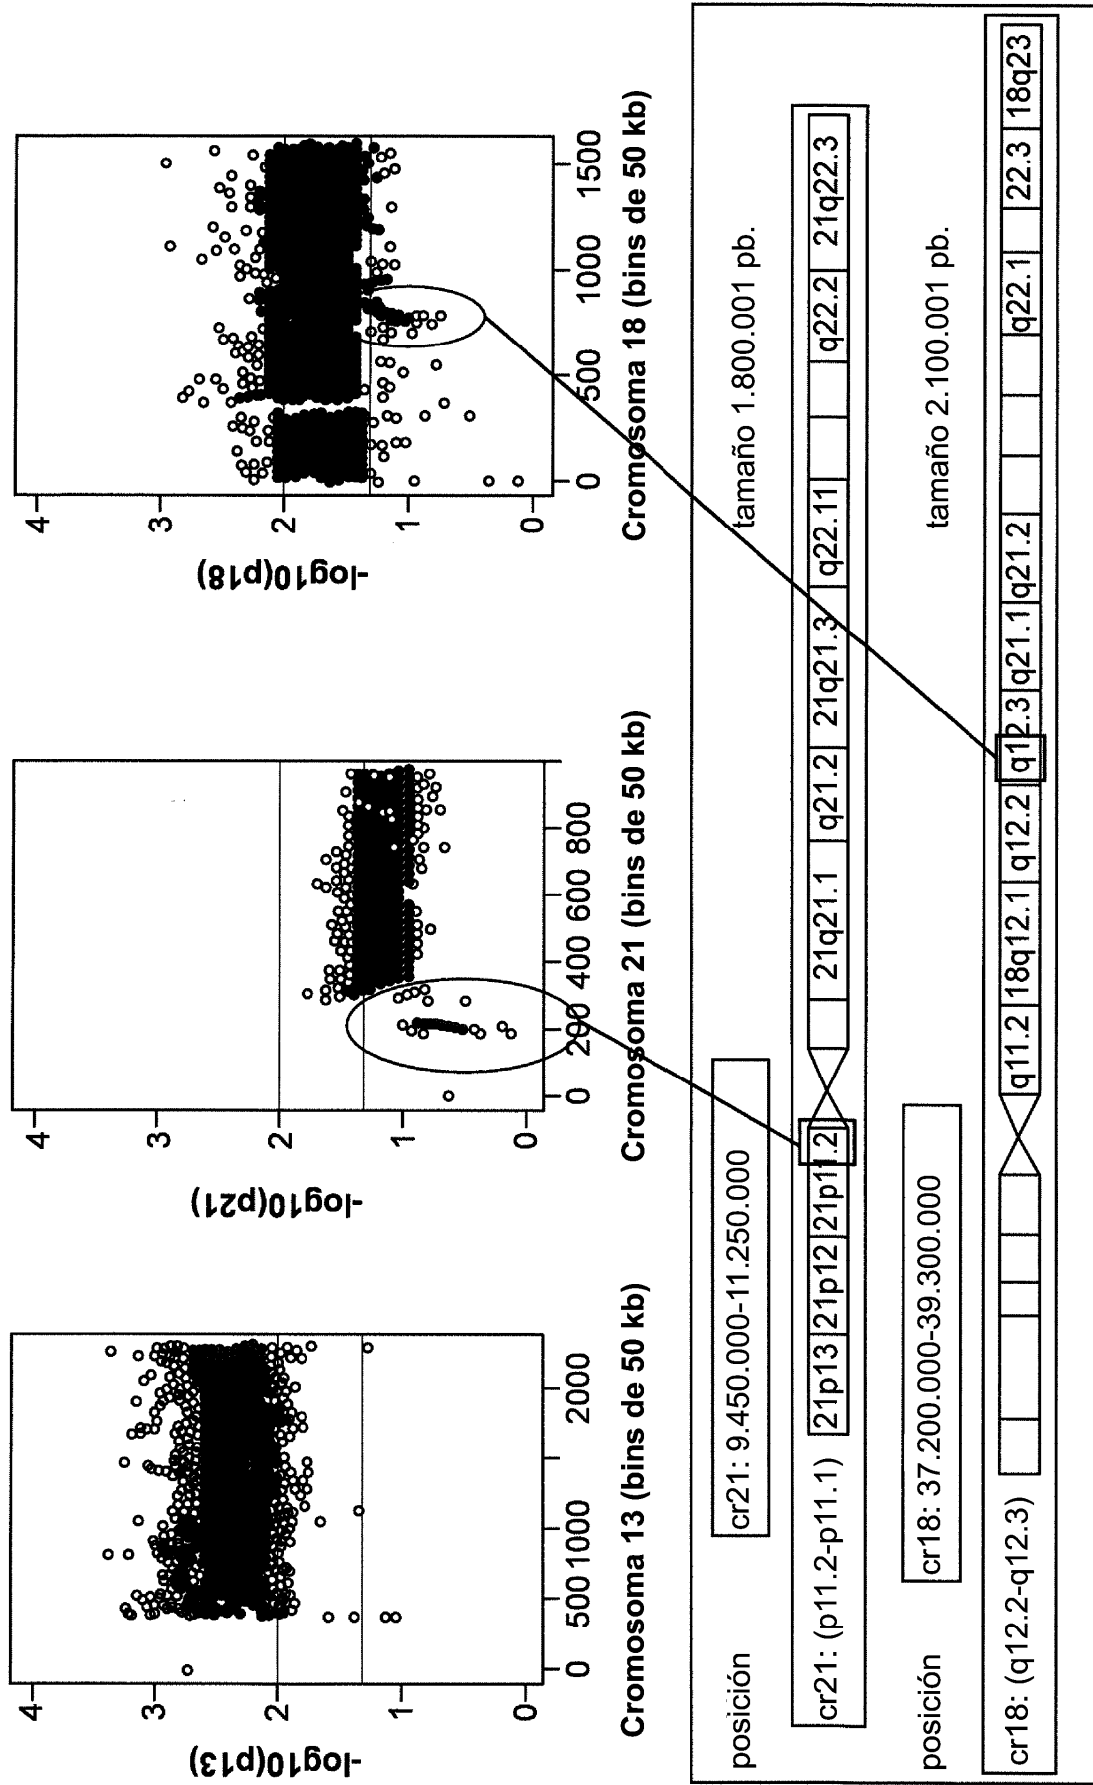 -log10(p13)
4
3
2
1
0
0
500
1000
2000
Cromosoma 13 (bins de 50 kb)
-log10(p21)
4
3
2
1
0
0
200
400
600
800
Cromosoma 21 (bins de 50 kb)
-log10(p18)
4
3
2
1
0
0
500
1000
1500
Cromosoma 18 (bins de 50 kb)
posición
cr21: 9.450.000-11.250.000
tamaño 1.800.001 pb.
cr21: (p11.2-p11.1)
21p13
21p12
21p11.2
21q21.1
q21.2
21q21.3
q22.11
q22.2
21q22.3
posición
cr18: 37.200.000-39.300.000
tamaño 2.100.001 pb.
cr18: (q12.2-q12.3)
q11.2
18q12.1
q12.2
q12.3
q21.1
q21.2
q22.1
22.3
18q23